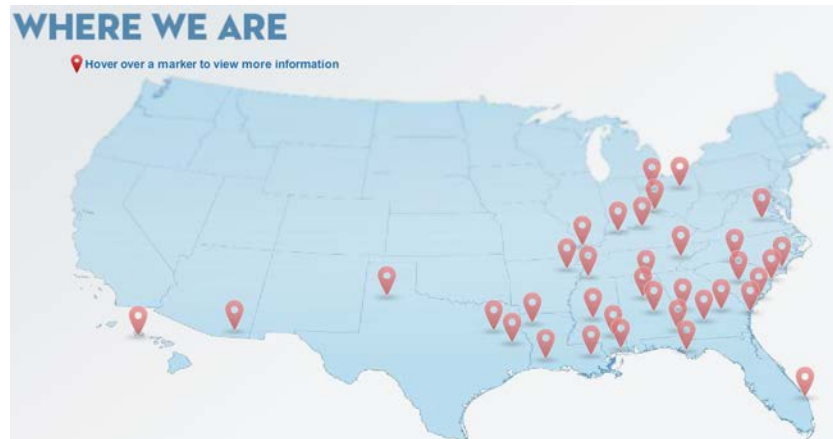 WHERE WE ARE
Hover over a marker to view more information